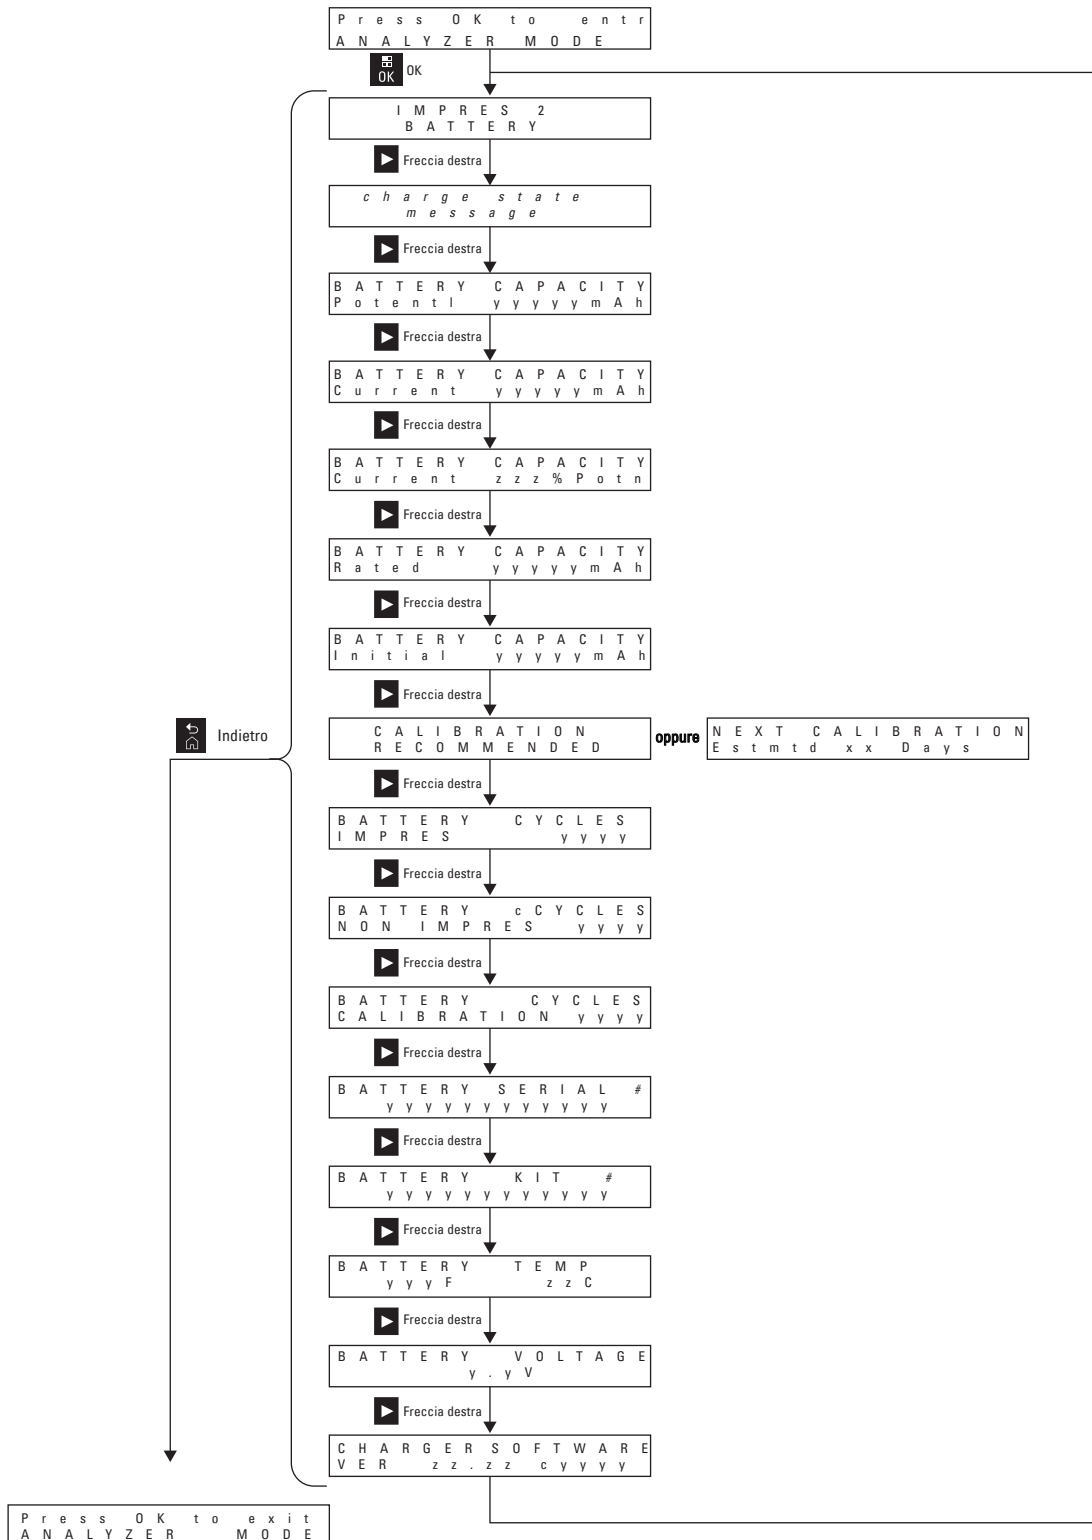 Press OK to entr
ANALYZER MODE
OK OK
IMPRES 2
BATTERY
Freccia destra
charge state
message
Freccia destra
BATTERY CAPACITY
Potentl yyyyymAh
Freccia destra
BATTERY CAPACITY
Current yyyyymAh
Freccia destra
BATTERY CAPACITY
Current zzz%Potn
Freccia destra
BATTERY CAPACITY
Rated yyyyymAh
Freccia destra
BATTERY CAPACITY
Initial yyyyymAh
Freccia destra
Indietro
CALIBRATION
RECOMMENDED
oppure
NEXT CALIBRATION
Estmtd xx Days
Freccia destra
BATTERY CYCLES
IMPRES yyyy
Freccia destra
BATTERY cCYCLES
NON IMPRES yyyy
Freccia destra
BATTERY CYCLES
CALIBRATION yyyy
Freccia destra
BATTERY SERIAL #
yyyyyyyyyyyy
Freccia destra
BATTERY KIT #
yyyyyyyyyyyy
Freccia destra
BATTERY TEMP
yyyF zzC
Freccia destra
BATTERY VOLTAGE
y.yV
Freccia destra
CHARGER SOFTWARE
VER zz.zz cyyyy
Press OK to exit
ANALYZER MODE